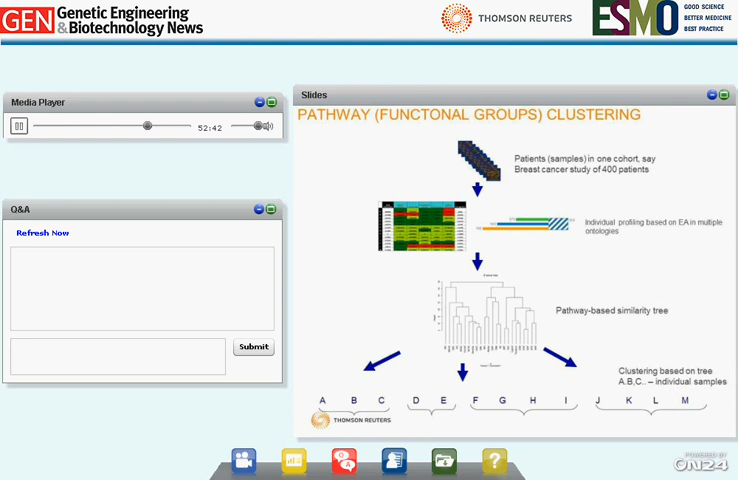 GEN Genetic Engineering
&Biotechnology News
THOMSON REUTERS
ESMO
GOOD SCIENCE
BETTER MEDICINE
BEST PRACTICE
Media Player
52:42
Q&A
Refresh Now
Submit
Slides
PATHWAY (FUNCTONAL GROUPS) CLUSTERING
Patients (samples) in one cohort, say
Breast cancer study of 400 patients
Individual profiling based on EA in multiple
ontologies
Pathway-based similarity tree
Clustering based on tree
A.B,C.. – individual samples
A B C D E F G H I J K L M
THOMSON REUTERS
Q A
?
POWERED BY
ON24